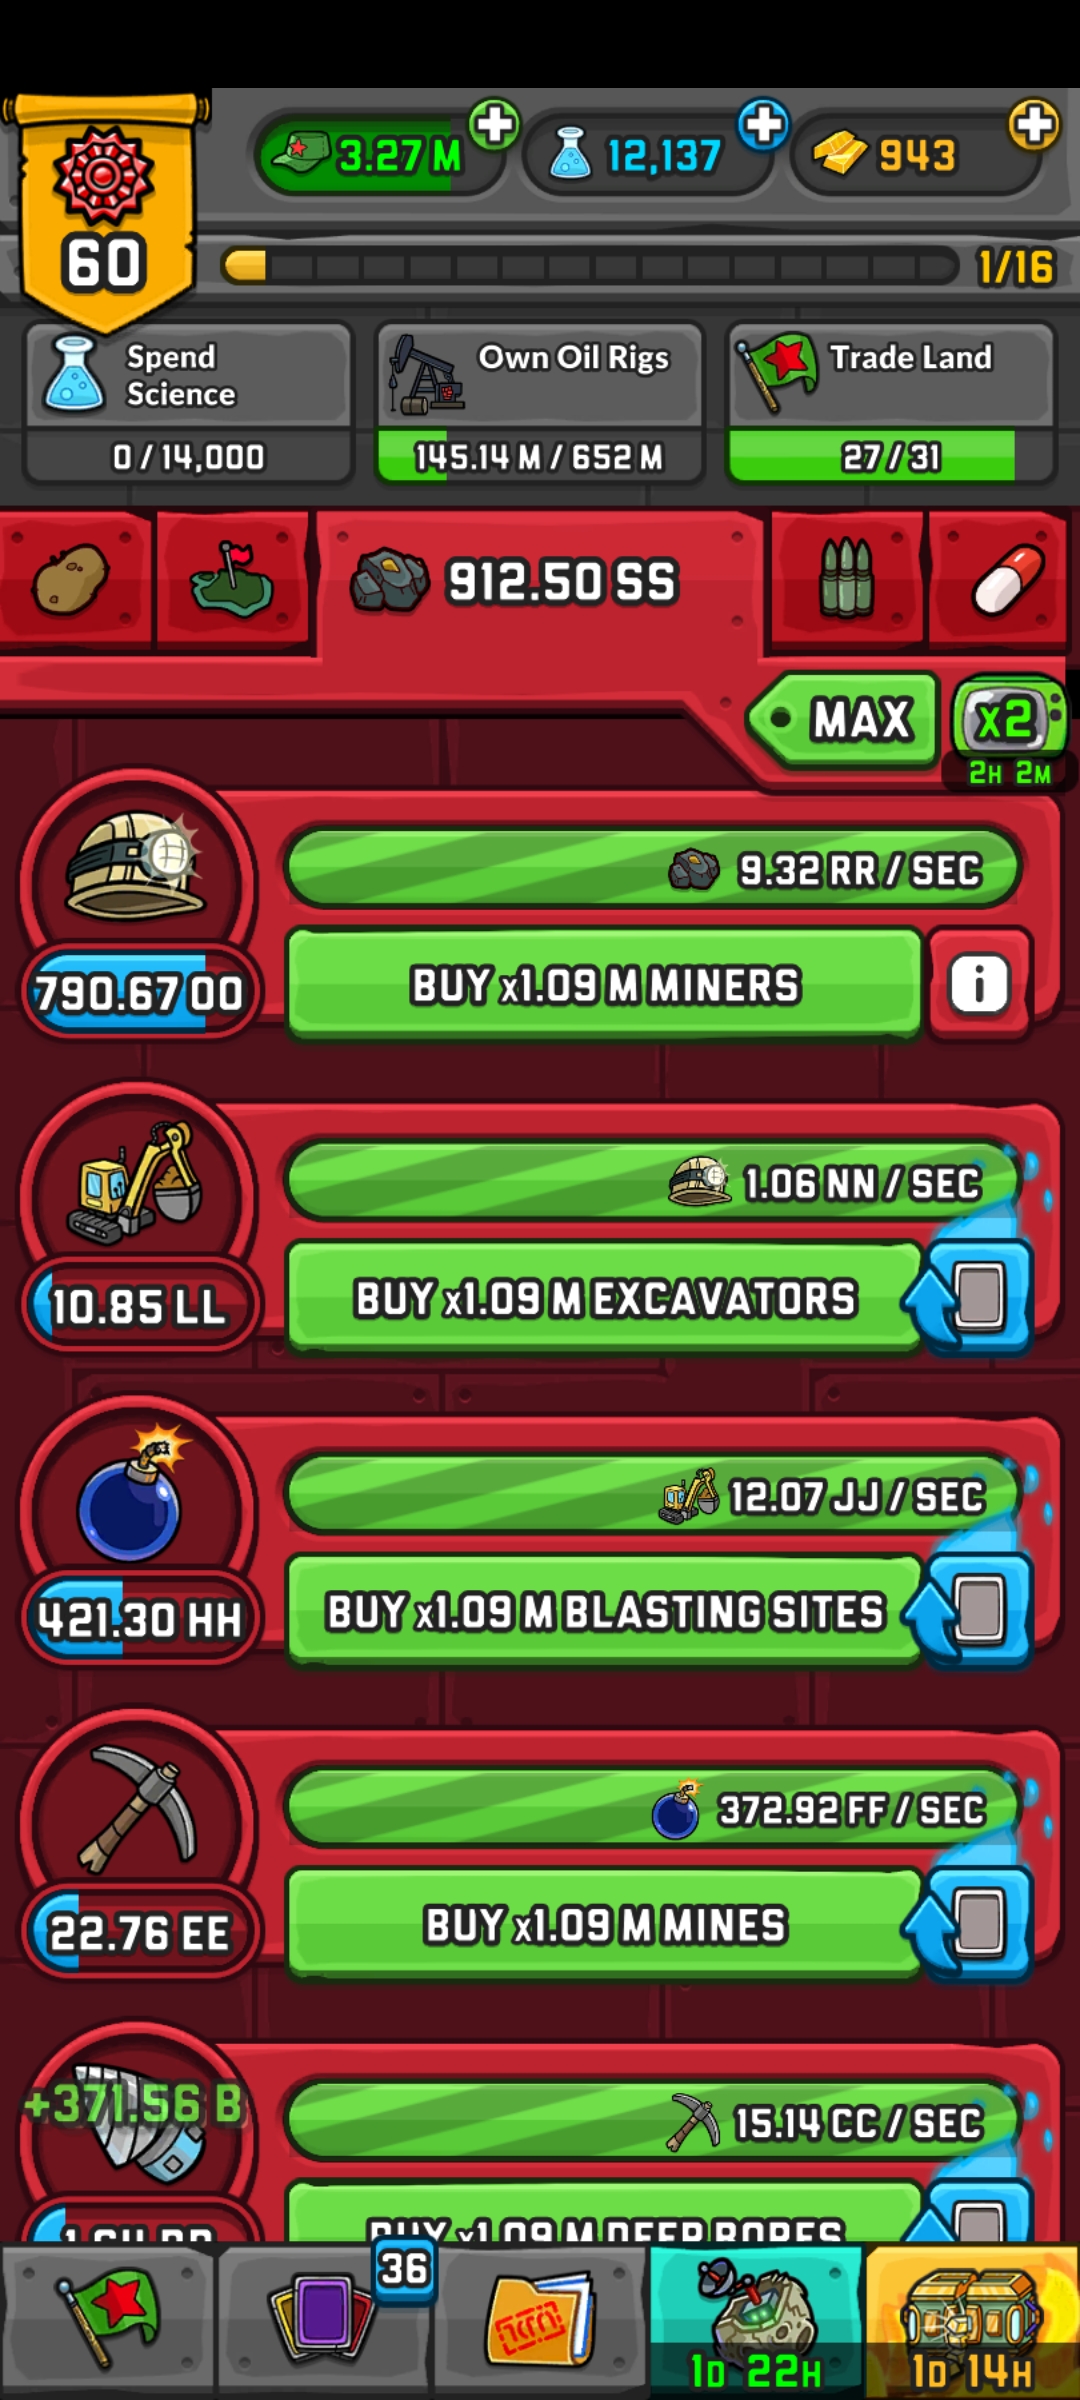 3.27 M
12,137
943
60
1/16
Spend
Science
0 / 14,000
Own Oil Rigs
145.14 M / 652 M
Trade Land
27 / 31
912.50 SS
MAX
x2
2H 2M
9.32 RR / SEC
790.67 OO
BUY x1.09 M MINERS
i
1.06 NN / SEC
10.85 LL
BUY x1.09 M EXCAVATORS
12.07 JJ / SEC
421.30 HH
BUY x1.09 M BLASTING SITES
372.92 FF / SEC
22.76 EE
BUY x1.09 M MINES
+371.56 B
15.14 CC / SEC
BUY x1.09 M DEEP BORES
36
1D 22H
1D 14H